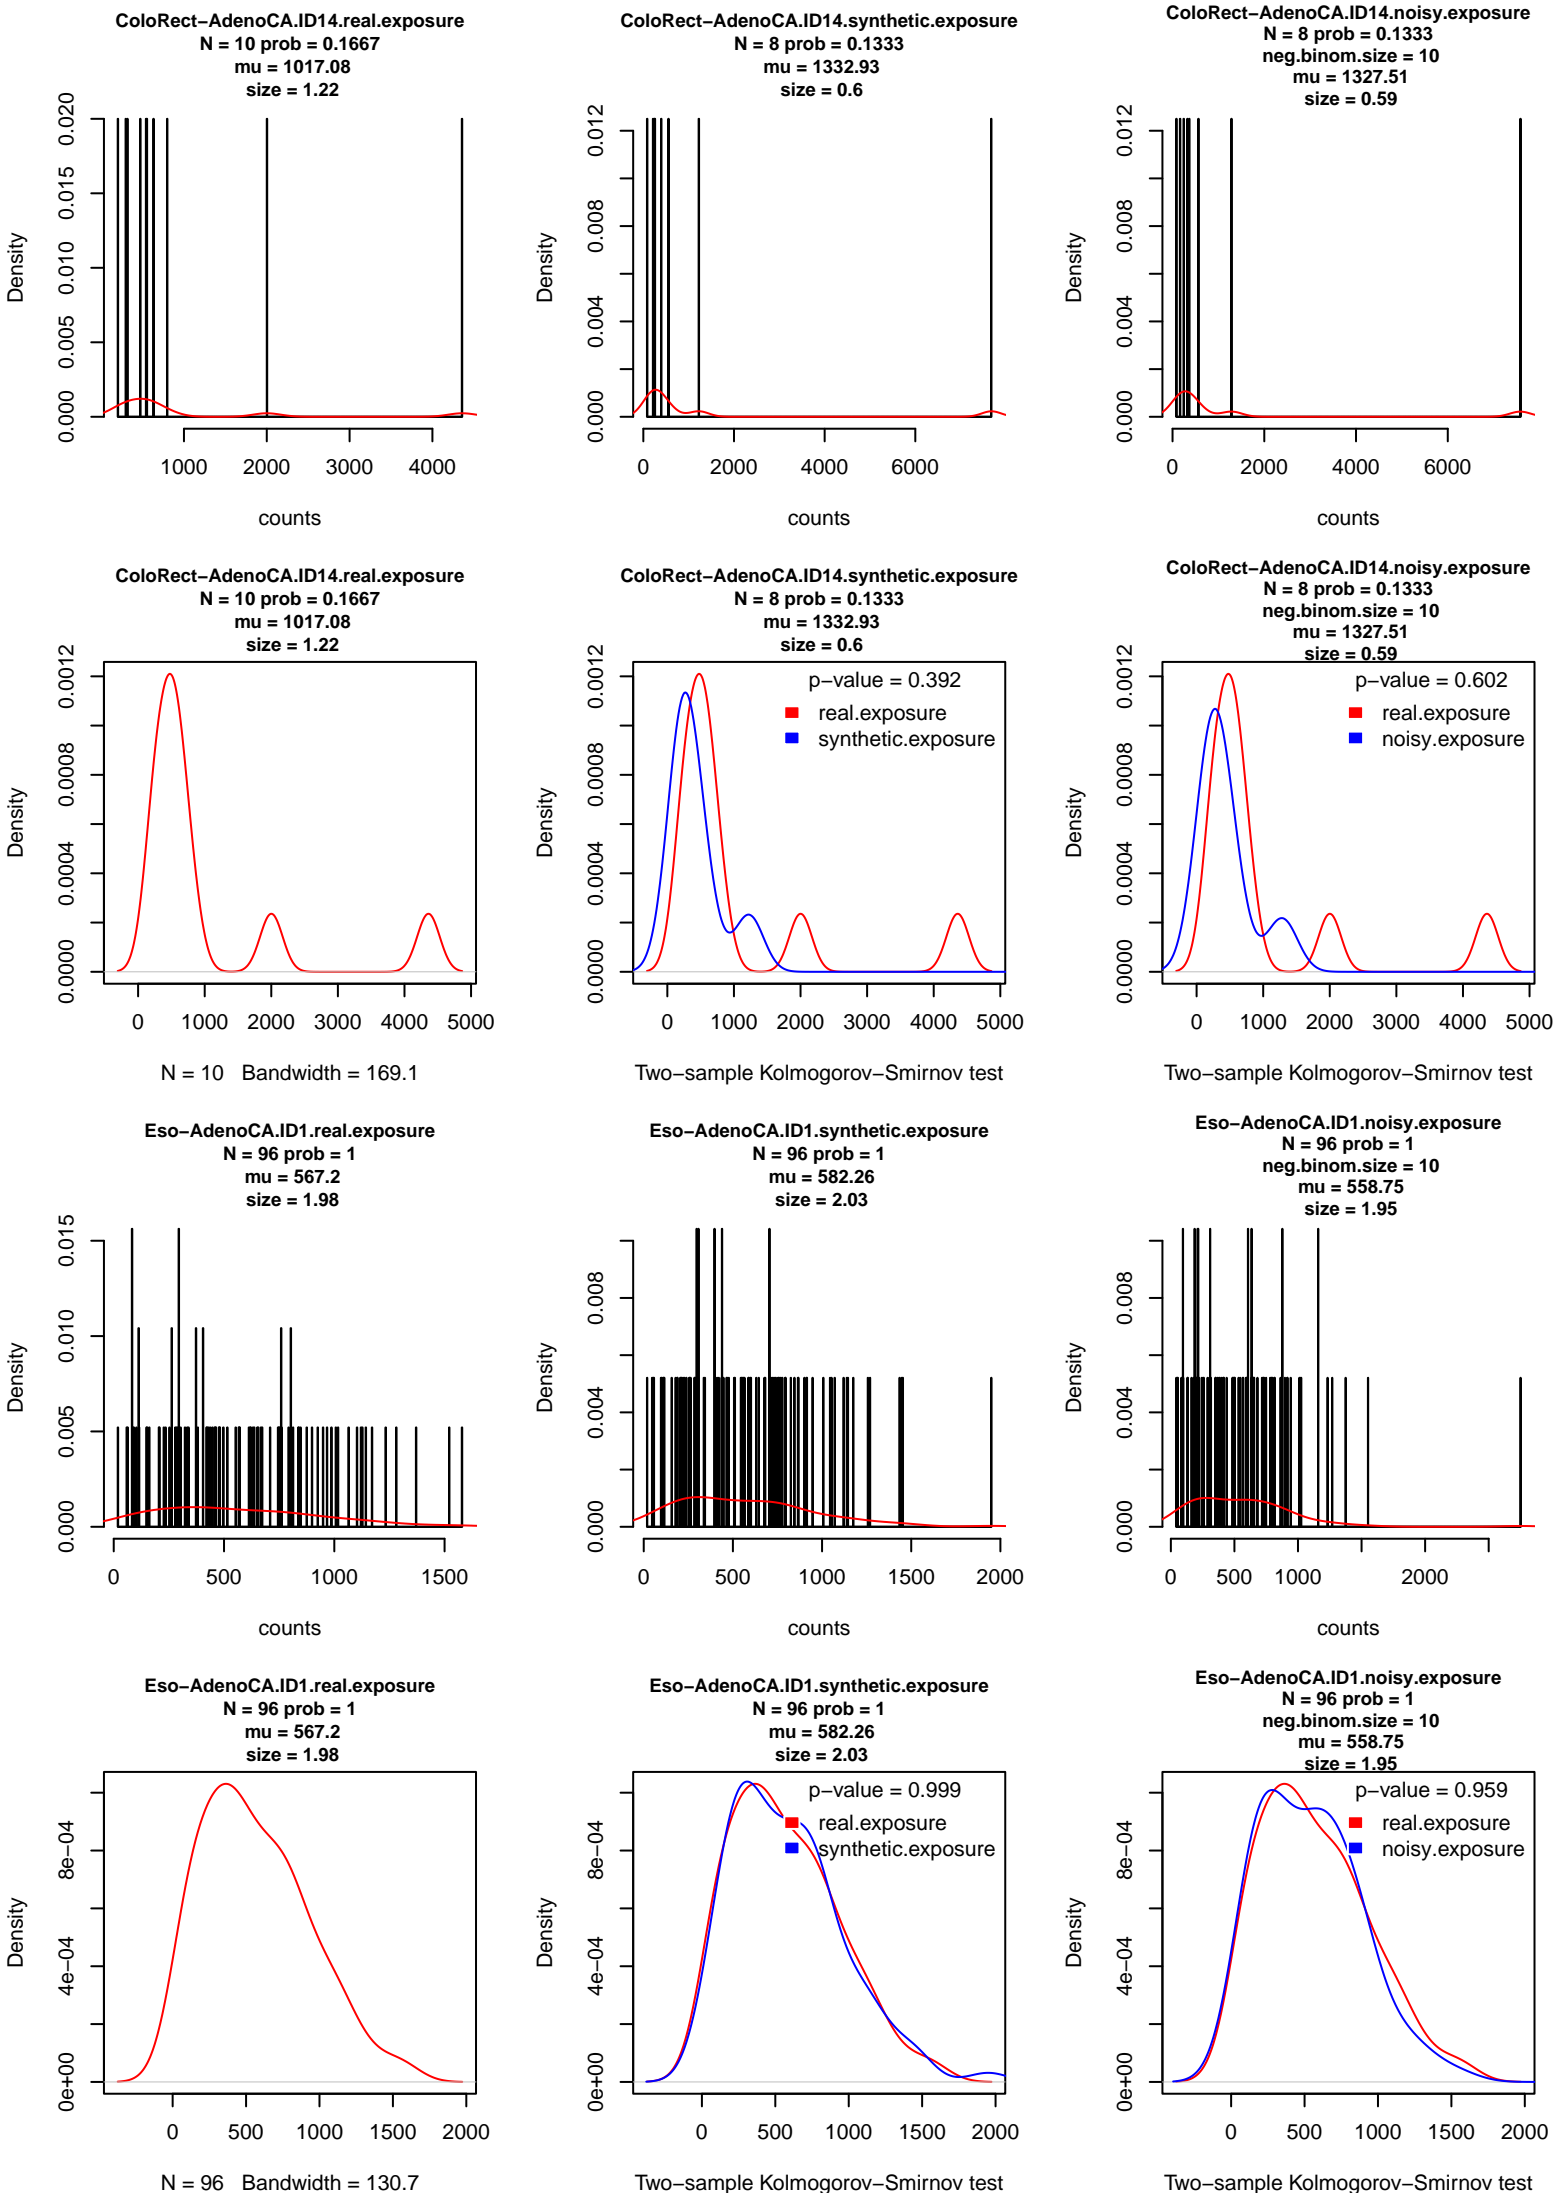 ColoRect−AdenoCA.ID14.real.exposure
N = 10 prob = 0.1667
mu = 1017.08
size = 1.22
Density
0.000 0.005 0.010 0.015 0.020
1000 2000 3000 4000
counts
ColoRect−AdenoCA.ID14.synthetic.exposure
N = 8 prob = 0.1333
mu = 1332.93
size = 0.6
Density
0.000 0.004 0.008 0.012
0 2000 4000 6000
counts
ColoRect−AdenoCA.ID14.noisy.exposure
N = 8 prob = 0.1333
neg.binom.size = 10
mu = 1327.51
size = 0.59
Density
0.000 0.004 0.008 0.012
0 2000 4000 6000
counts
ColoRect−AdenoCA.ID14.real.exposure
N = 10 prob = 0.1667
mu = 1017.08
size = 1.22
Density
0.0000 0.0004 0.0008 0.0012
0 1000 2000 3000 4000 5000
N = 10 Bandwidth = 169.1
ColoRect−AdenoCA.ID14.synthetic.exposure
N = 8 prob = 0.1333
mu = 1332.93
size = 0.6
p−value = 0.392
real.exposure
synthetic.exposure
Density
0.0000 0.0004 0.0008 0.0012
0 1000 2000 3000 4000 5000
Two−sample Kolmogorov−Smirnov test
ColoRect−AdenoCA.ID14.noisy.exposure
N = 8 prob = 0.1333
neg.binom.size = 10
mu = 1327.51
size = 0.59
p−value = 0.602
real.exposure
noisy.exposure
Density
0.0000 0.0004 0.0008 0.0012
0 1000 2000 3000 4000 5000
Two−sample Kolmogorov−Smirnov test
Eso−AdenoCA.ID1.real.exposure
N = 96 prob = 1
mu = 567.2
size = 1.98
Density
0.000 0.005 0.010 0.015
0 500 1000 1500
counts
Eso−AdenoCA.ID1.synthetic.exposure
N = 96 prob = 1
mu = 582.26
size = 2.03
Density
0.000 0.004 0.008
0 500 1000 1500 2000
counts
Eso−AdenoCA.ID1.noisy.exposure
N = 96 prob = 1
neg.binom.size = 10
mu = 558.75
size = 1.95
Density
0.000 0.004 0.008
0 500 1000 2000
counts
Eso−AdenoCA.ID1.real.exposure
N = 96 prob = 1
mu = 567.2
size = 1.98
Density
0e+00 4e−04 8e−04
0 500 1000 1500 2000
N = 96 Bandwidth = 130.7
Eso−AdenoCA.ID1.synthetic.exposure
N = 96 prob = 1
mu = 582.26
size = 2.03
p−value = 0.999
real.exposure
synthetic.exposure
Density
0e+00 4e−04 8e−04
0 500 1000 1500 2000
Two−sample Kolmogorov−Smirnov test
Eso−AdenoCA.ID1.noisy.exposure
N = 96 prob = 1
neg.binom.size = 10
mu = 558.75
size = 1.95
p−value = 0.959
real.exposure
noisy.exposure
Density
0e+00 4e−04 8e−04
0 500 1000 1500 2000
Two−sample Kolmogorov−Smirnov test